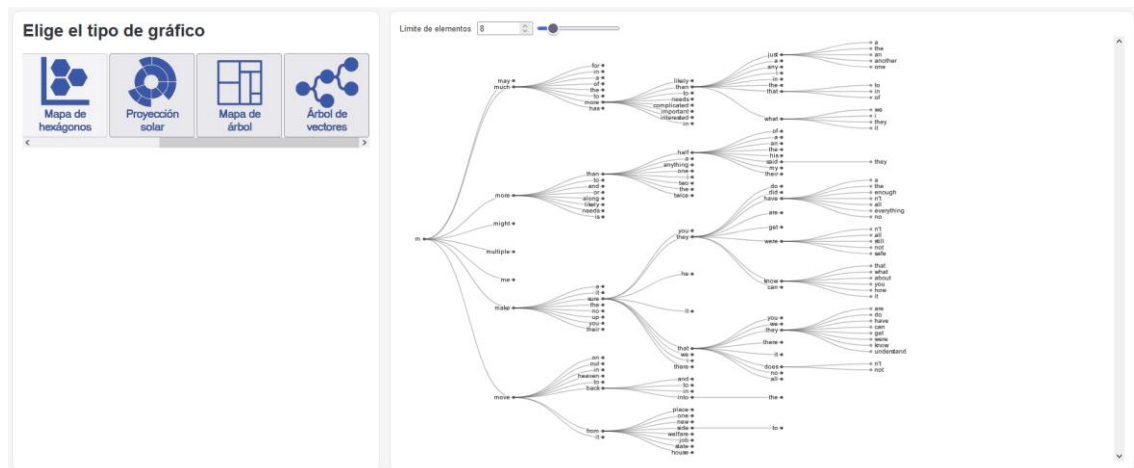 Elige el tipo de gráfico
Mapa de hexágonos
Proyección solar
Mapa de árbol
Árbol de vectores
Límite de elementos 8
m
may
much
more
might
multiple
me
make
move
for
in
a
of
the
to
more
has
than
to
and
or
along
likely
needs
is
a
it
sure
the
no
up
you
their
on
out
in
heaven
to
back
from
it
likely
than
to
needs
complicated
important
interested
in
half
a
anything
one
i
two
the
twice
you
they
he
it
that
we
i
there
and
to
in
into
place
one
new
side
welfare
job
state
house
just
a
any
i
in
the
that
what
of
a
an
the
his
said
my
their
do
did
have
are
get
were
know
can
you
we
they
there
it
does
no
all
the
to
a
the
an
another
one
to
in
of
we
i
they
it
they
a
the
enough
n't
all
everything
no
n't
all
still
not
safe
that
what
about
you
how
it
are
do
have
can
get
were
know
understand
n't
not